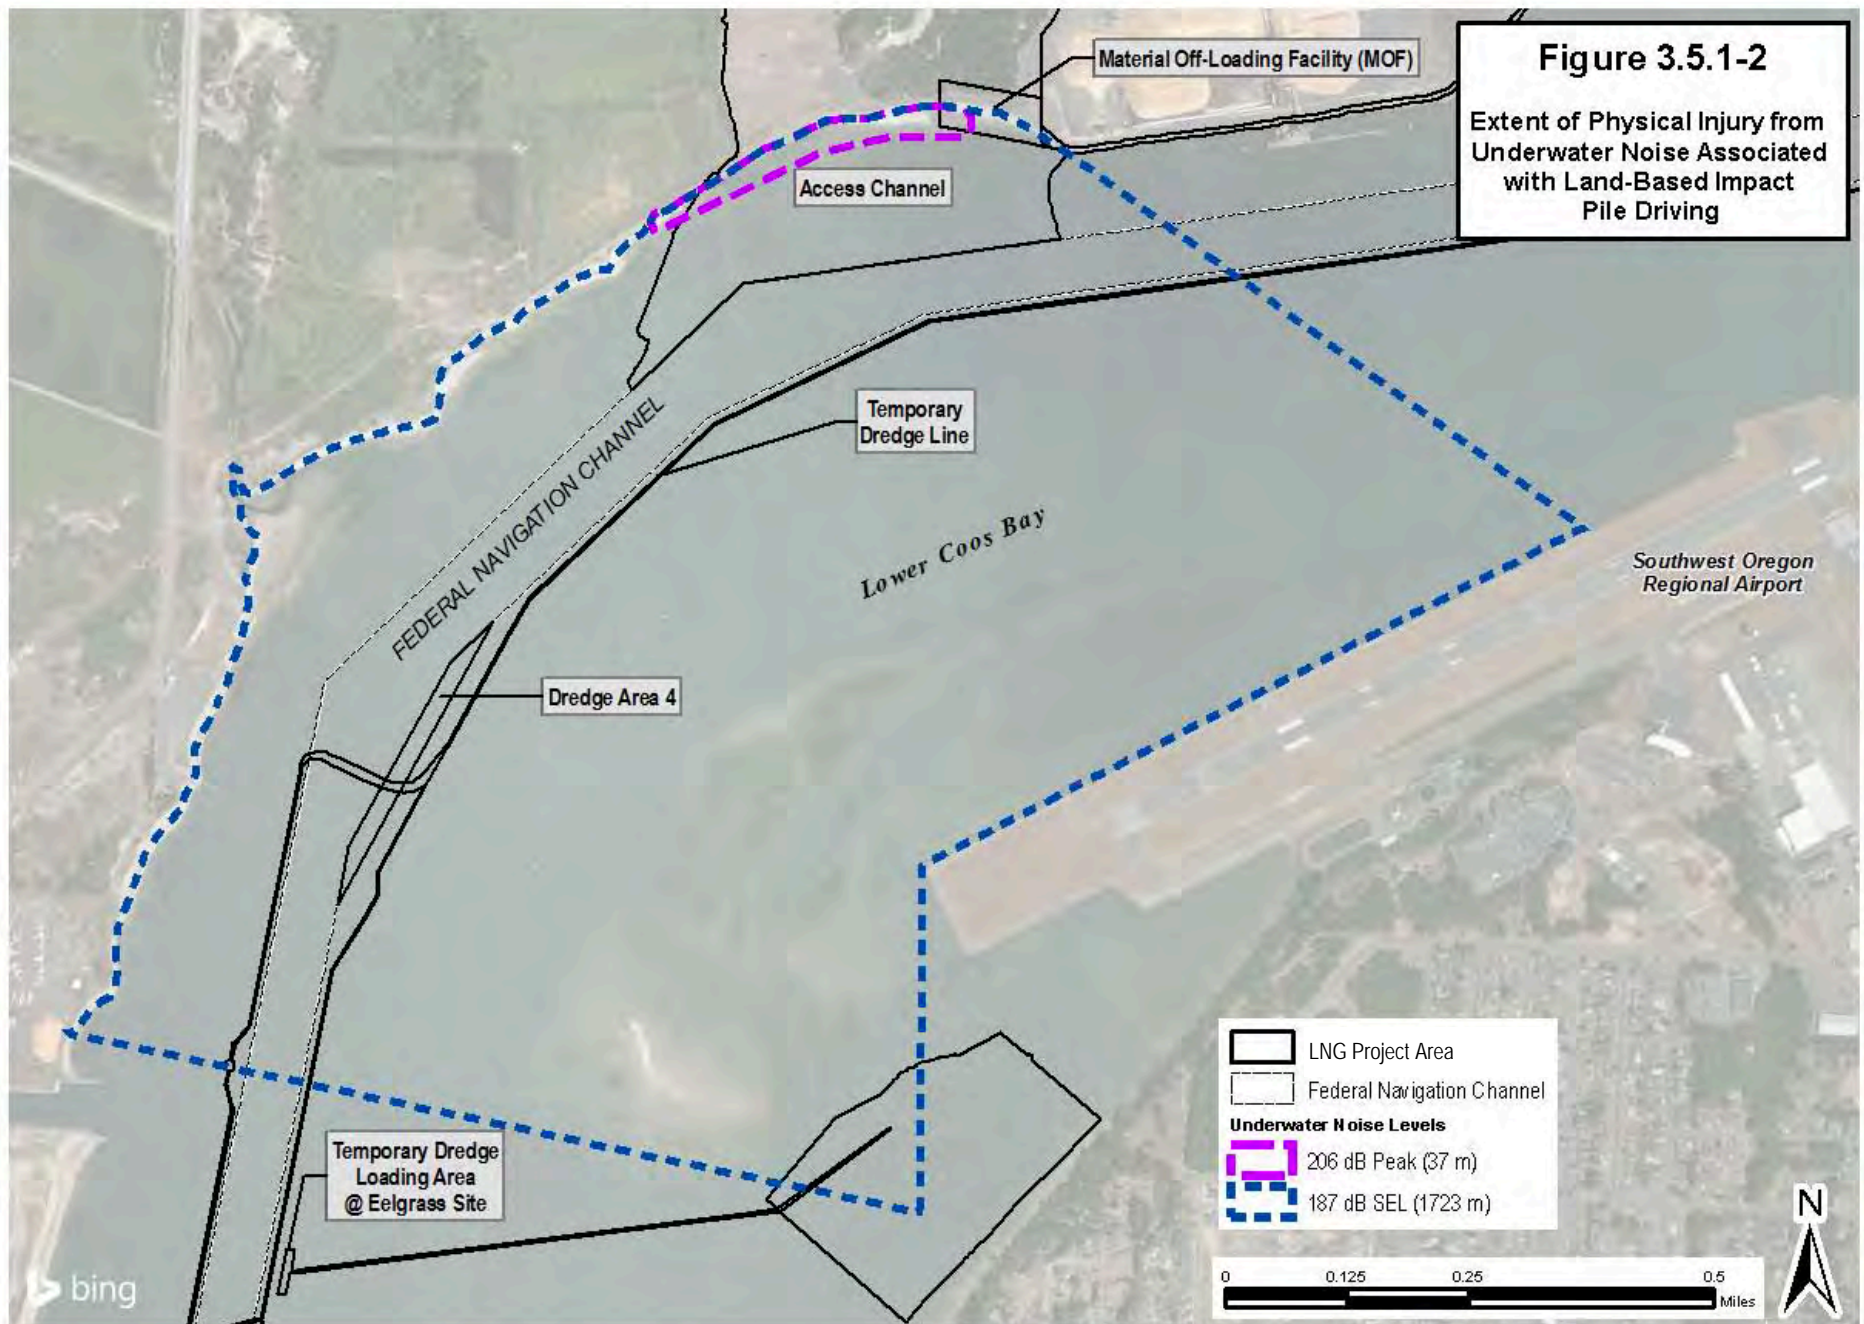 Figure 3.5.1-2
Extent of Physical Injury from
Underwater Noise Associated
with Land-Based Impact
Pile Driving
Material Off-Loading Facility (MOF)
Access Channel
Temporary
Dredge Line
FEDERAL NAVIGATION CHANNEL
Lower Coos Bay
Southwest Oregon
Regional Airport
Dredge Area 4
Temporary Dredge
Loading Area
@ Eelgrass Site
LNG Project Area
Federal Navigation Channel
Underwater Noise Levels
206 dB Peak (37 m)
187 dB SEL (1723 m)
N
0 0.125 0.25 0.5
Miles
bing